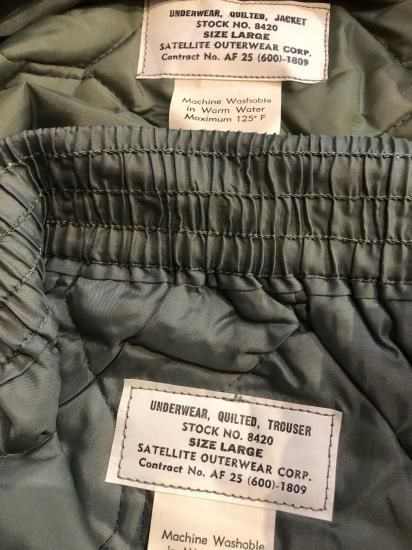 UNDERWEAR, QUILTED, JACKET
STOCK NO. 8420
SIZE LARGE
SATELLITE OUTERWEAR CORP.
Contract No. AF 25 (600)-1809
Machine Washable
in Warm Water
Maximum 125° F
UNDERWEAR, QUILTED, TROUSER
STOCK NO. 8420
SIZE LARGE
SATELLITE OUTERWEAR CORP.
Contract No. AF 25 (600)-1809
Machine Washable
in W